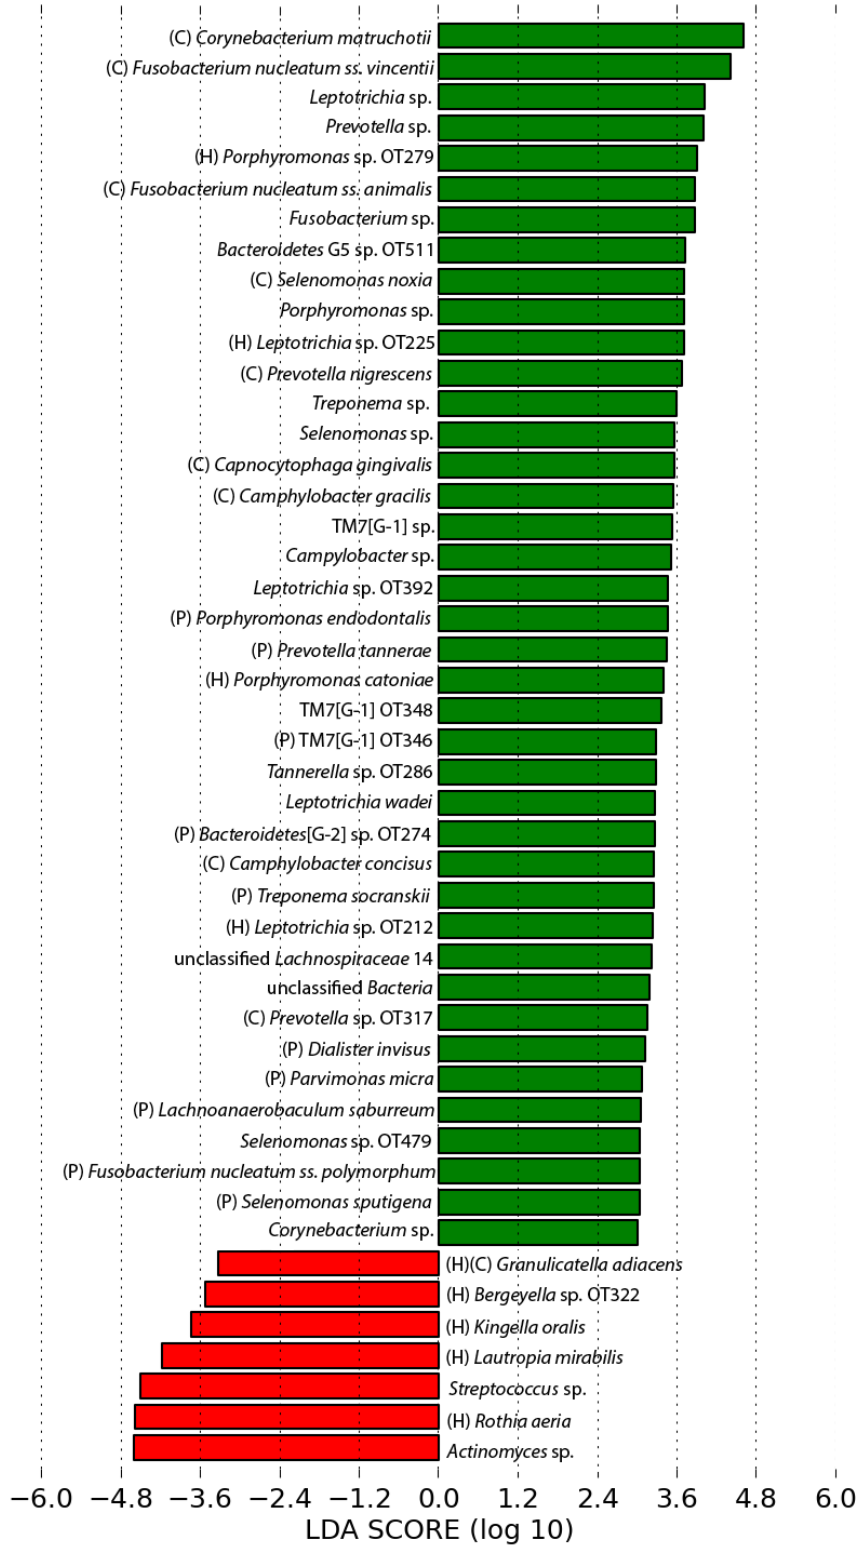 (C) Corynebacterium matruchotii
(C) Fusobacterium nucleatum ss. vincentii
Leptotrichia sp.
Prevotella sp.
(H) Porphyromonas sp. OT279
(C) Fusobacterium nucleatum ss. animalis
Fusobacterium sp.
Bacteroidetes G5 sp. OT511
(C) Selenomonas noxia
Porphyromonas sp.
(H) Leptotrichia sp. OT225
(C) Prevotella nigrescens
Treponema sp.
Selenomonas sp.
(C) Capnocytophaga gingivalis
(C) Camphylobacter gracilis
TM7[G-1] sp.
Campylobacter sp.
Leptotrichia sp. OT392
(P) Porphyromonas endodontalis
(P) Prevotella tannerae
(H) Porphyromonas catoniae
TM7[G-1] OT348
(P) TM7[G-1] OT346
Tannerella sp. OT286
Leptotrichia wadei
(P) Bacteroidetes[G-2] sp. OT274
(C) Camphylobacter concisus
(P) Treponema socranskii
(H) Leptotrichia sp. OT212
unclassified Lachnospiraceae 14
unclassified Bacteria
(C) Prevotella sp. OT317
(P) Dialister invisus
(P) Parvimonas micra
(P) Lachnoanaerobaculum saburreum
Selenomonas sp. OT479
(P) Fusobacterium nucleatum ss. polymorphum
(P) Selenomonas sputigena
Corynebacterium sp.
(H)(C) Granulicatella adiacens
(H) Bergeyella sp. OT322
(H) Kingella oralis
(H) Lautropia mirabilis
Streptococcus sp.
(H) Rothia aeria
Actinomyces sp.
−6.0 −4.8 −3.6 −2.4 −1.2 0.0 1.2 2.4 3.6 4.8 6.0
LDA SCORE (log 10)